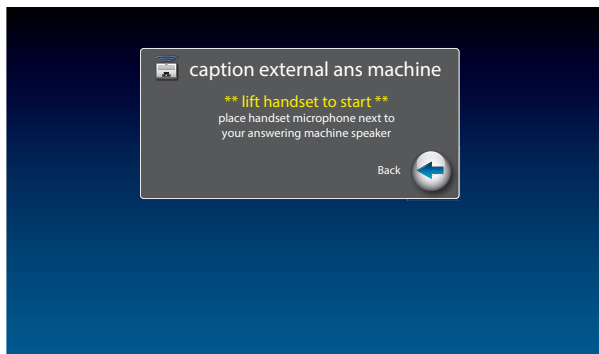 caption external ans machine
** lift handset to start **
place handset microphone next to
your answering machine speaker
Back